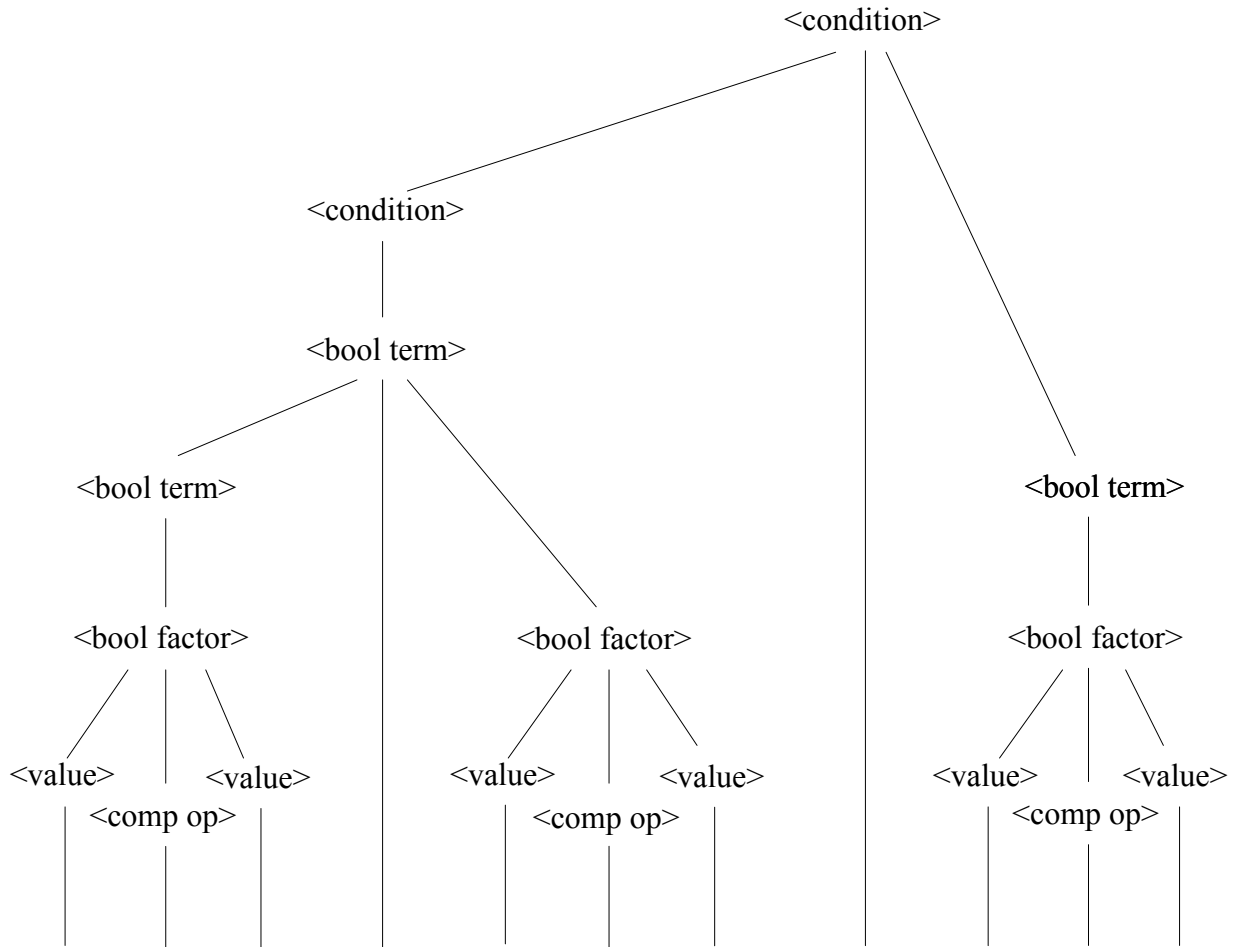 <condition>
<condition>
<bool term>
<bool term> <bool term>
<bool factor> <bool factor> <bool factor>
<value> <value> <value> <value> <value> <value>
<comp op> <comp op> <comp op>